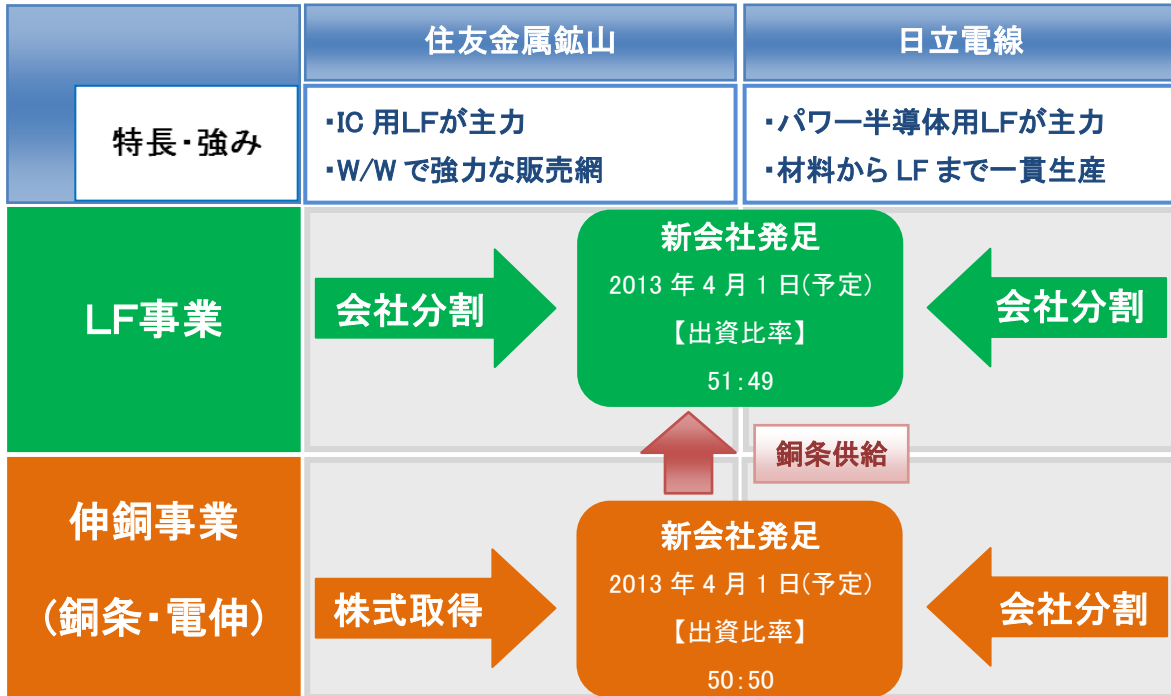 住友金属鉱山
日立電線
特長・強み
・IC 用LFが主力
・W/W で強力な販売網
・パワー半導体用LFが主力
・材料から LF まで一貫生産
LF事業
会社分割
新会社発足
2013 年 4 月 1 日(予定)
【出資比率】
51:49
会社分割
銅条供給
伸銅事業
(銅条・電伸)
株式取得
新会社発足
2013 年 4 月 1 日(予定)
【出資比率】
50:50
会社分割